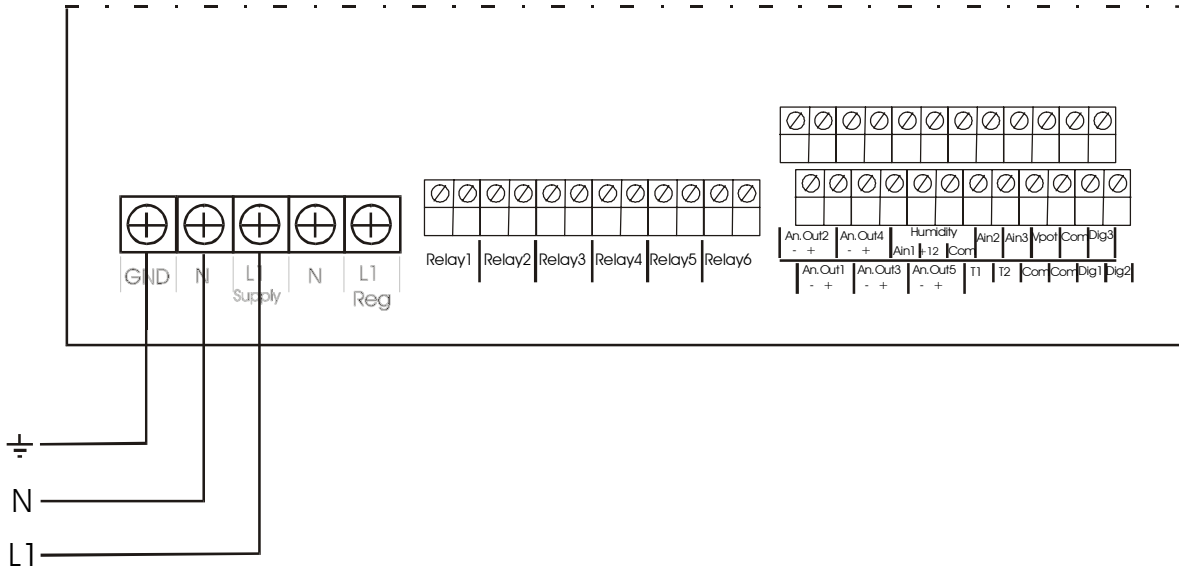 GND N L1 N L1
Supply Reg
Relay1 Relay2 Relay3 Relay4 Relay5 Relay6
An.Out2 An.Out4 Humidity Ain2 Ain3 Vpot Com Dig3
- + - + Ain1 +12 Com
An.Out1 An.Out3 An.Out5 T1 T2 Com Com Dig1 Dig2
- + - + - +
N
L1